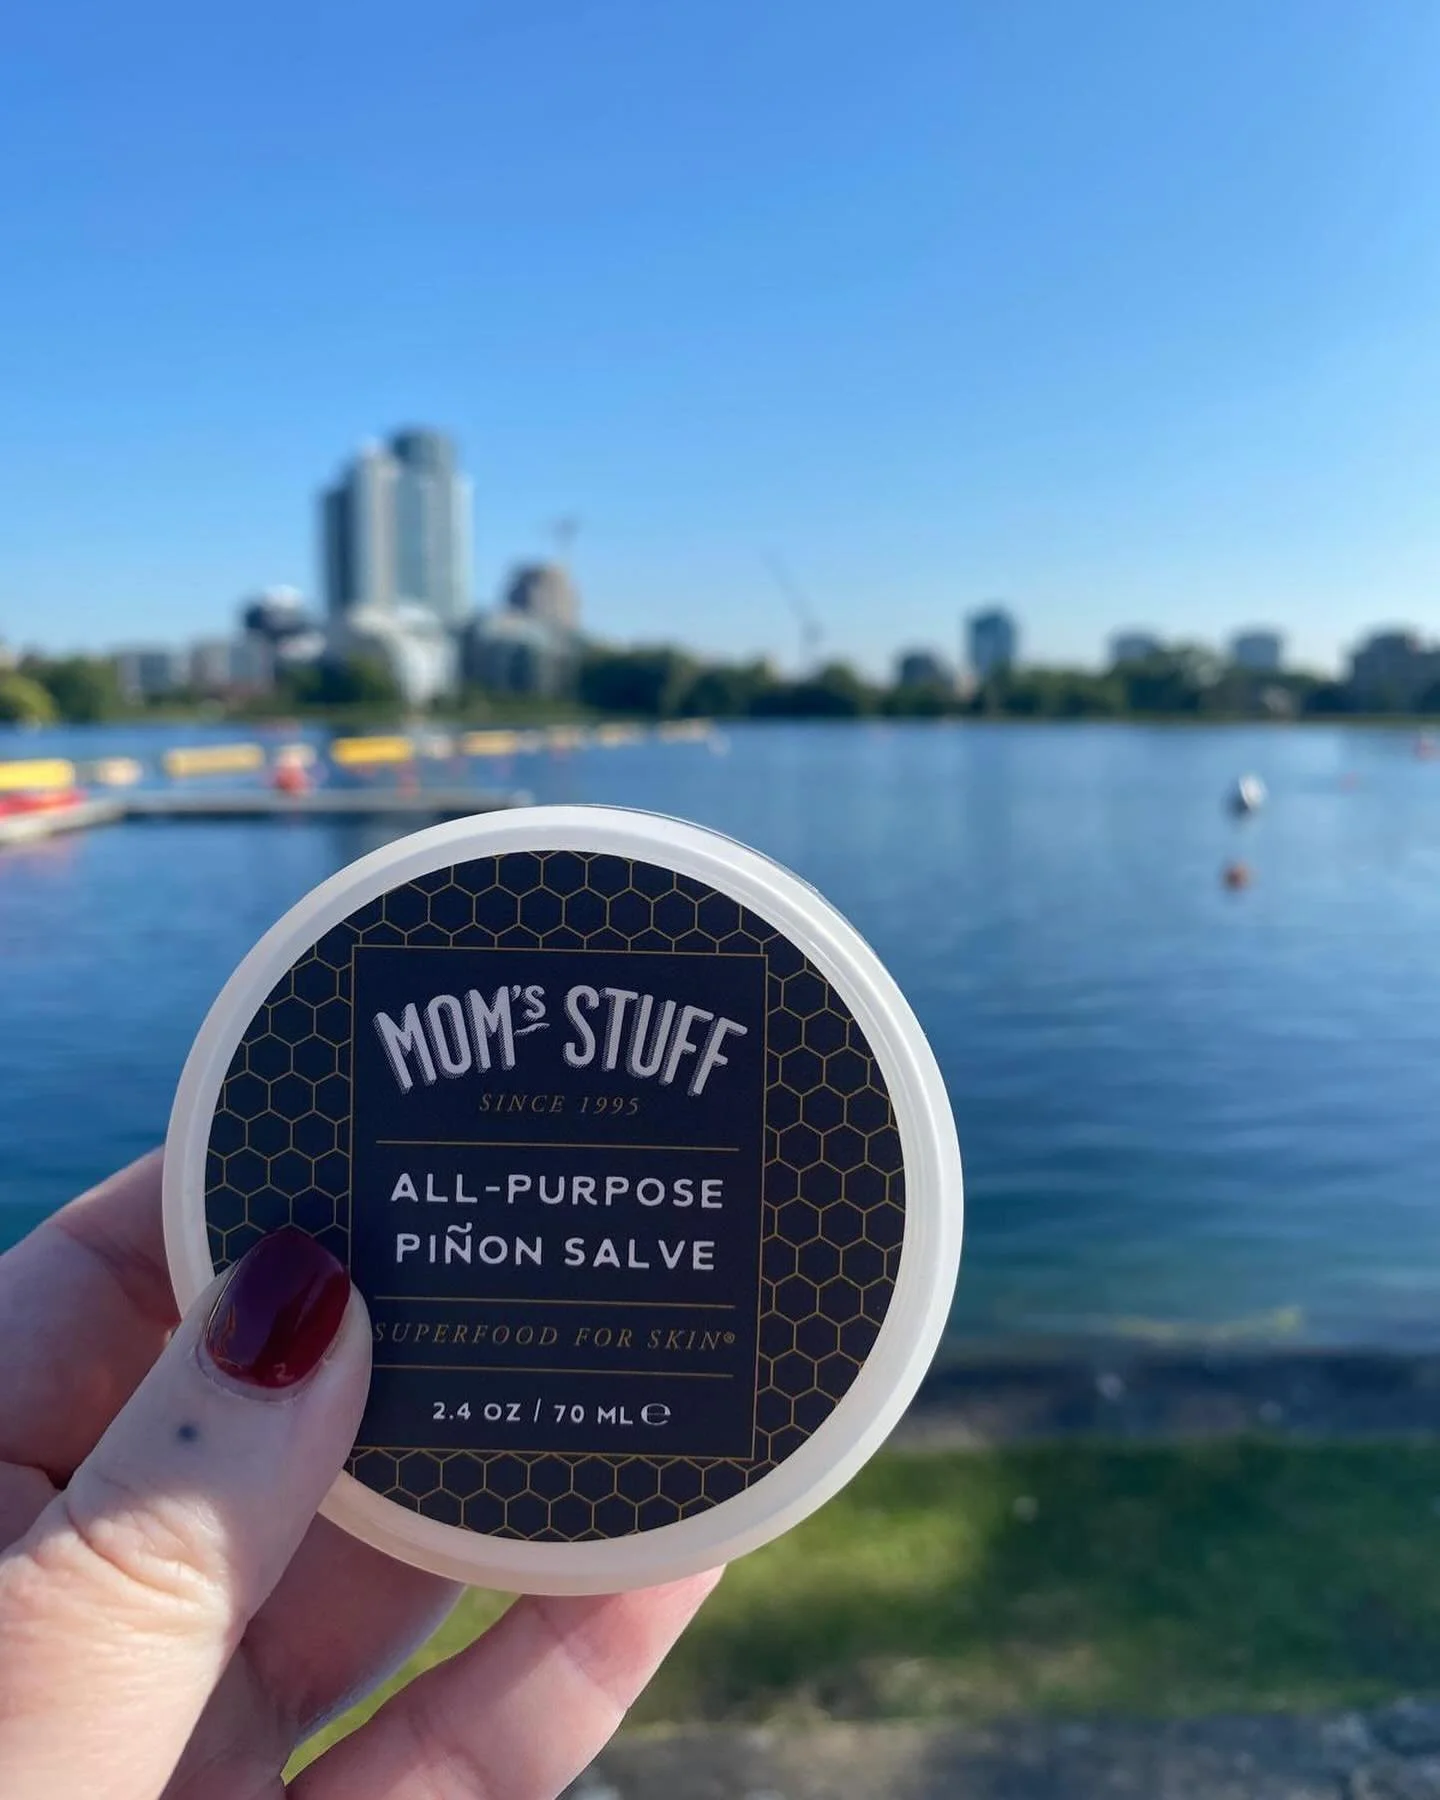 MOM's STUFF
SINCE 1995
ALL-PURPOSE
PIÑON SALVE
SUPERFOOD FOR SKIN®
2.4 OZ | 70 ML ℮